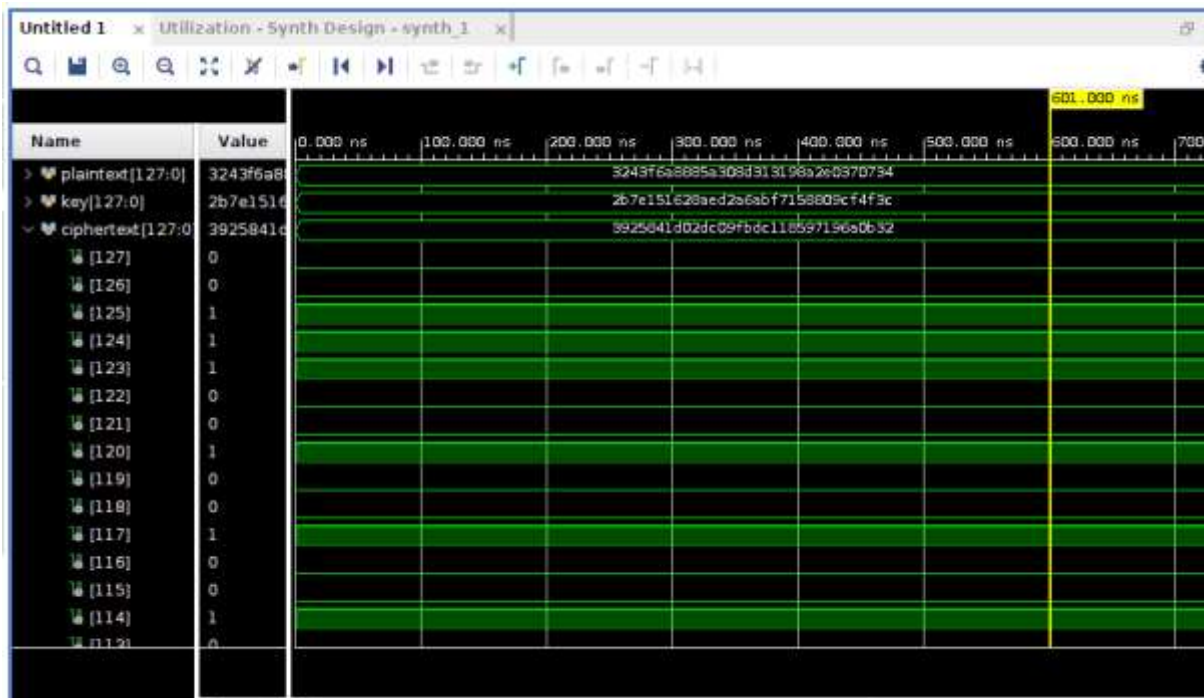 Untitled 1 × Utilization - Synth Design - synth_1 ×
601.000 ns
Name Value 0.000 ns 100.000 ns 200.000 ns 300.000 ns 400.000 ns 500.000 ns 600.000 ns 700
plaintext[127:0] 3243f6a8 3243f6a8885a308d313198a2e0370734
key[127:0] 2b7e1516 2b7e151628aed2a6abf7158809cf4f3c
ciphertext[127:0 3925841d 3925841d02dc09fbdc118597196a0b32
[127] 0
[126] 0
[125] 1
[124] 1
[123] 1
[122] 0
[121] 0
[120] 1
[119] 0
[118] 0
[117] 1
[116] 0
[115] 0
[114] 1
[113] 0